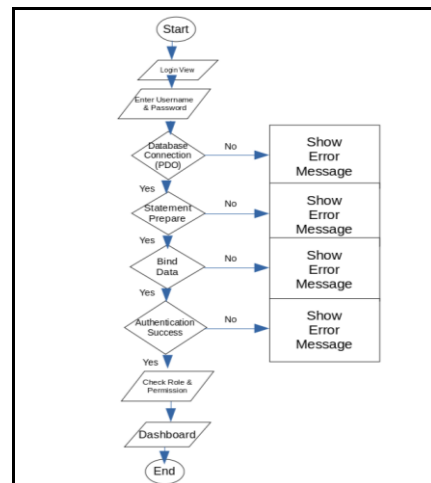 Start
Login View
Enter Username
& Password
Database
Connection
(PDO)
No
Show
Error
Message
Yes
Statement
Prepare
No
Show
Error
Message
Yes
Bind
Data
No
Show
Error
Message
Yes
Authentication
Success
No
Show
Error
Message
Yes
Check Role &
Permission
Dashboard
End